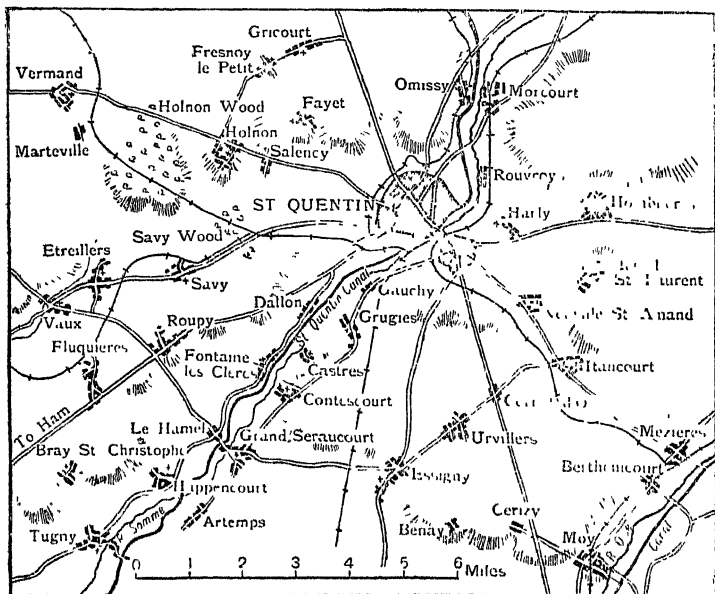 Gricourt
Fresnoy
le Petit
Vermand
Omissy
Morcourt
Holnon Wood
Fayet
Marteville
Holnon
Salency
Rouvroy
ST QUENTIN
Harly
Savy Wood
Etreillers
Savy
St Quentin Canal
Gauchy
Dallon
Vaux
Roupy
Grugies
Fluquieres
Fontaine
les Clercs
Castres
Itancourt
Contescourt
To Ham
Le Hamel
Grand Seraucourt
Urvillers
Mezieres
Bray St Christophe
Essigny
Berthenicourt
Happencourt
Artemps
Cerizy
Tugny
R. Somme
Benay
Moy
Canal
0 1 2 3 4 5 6
Miles